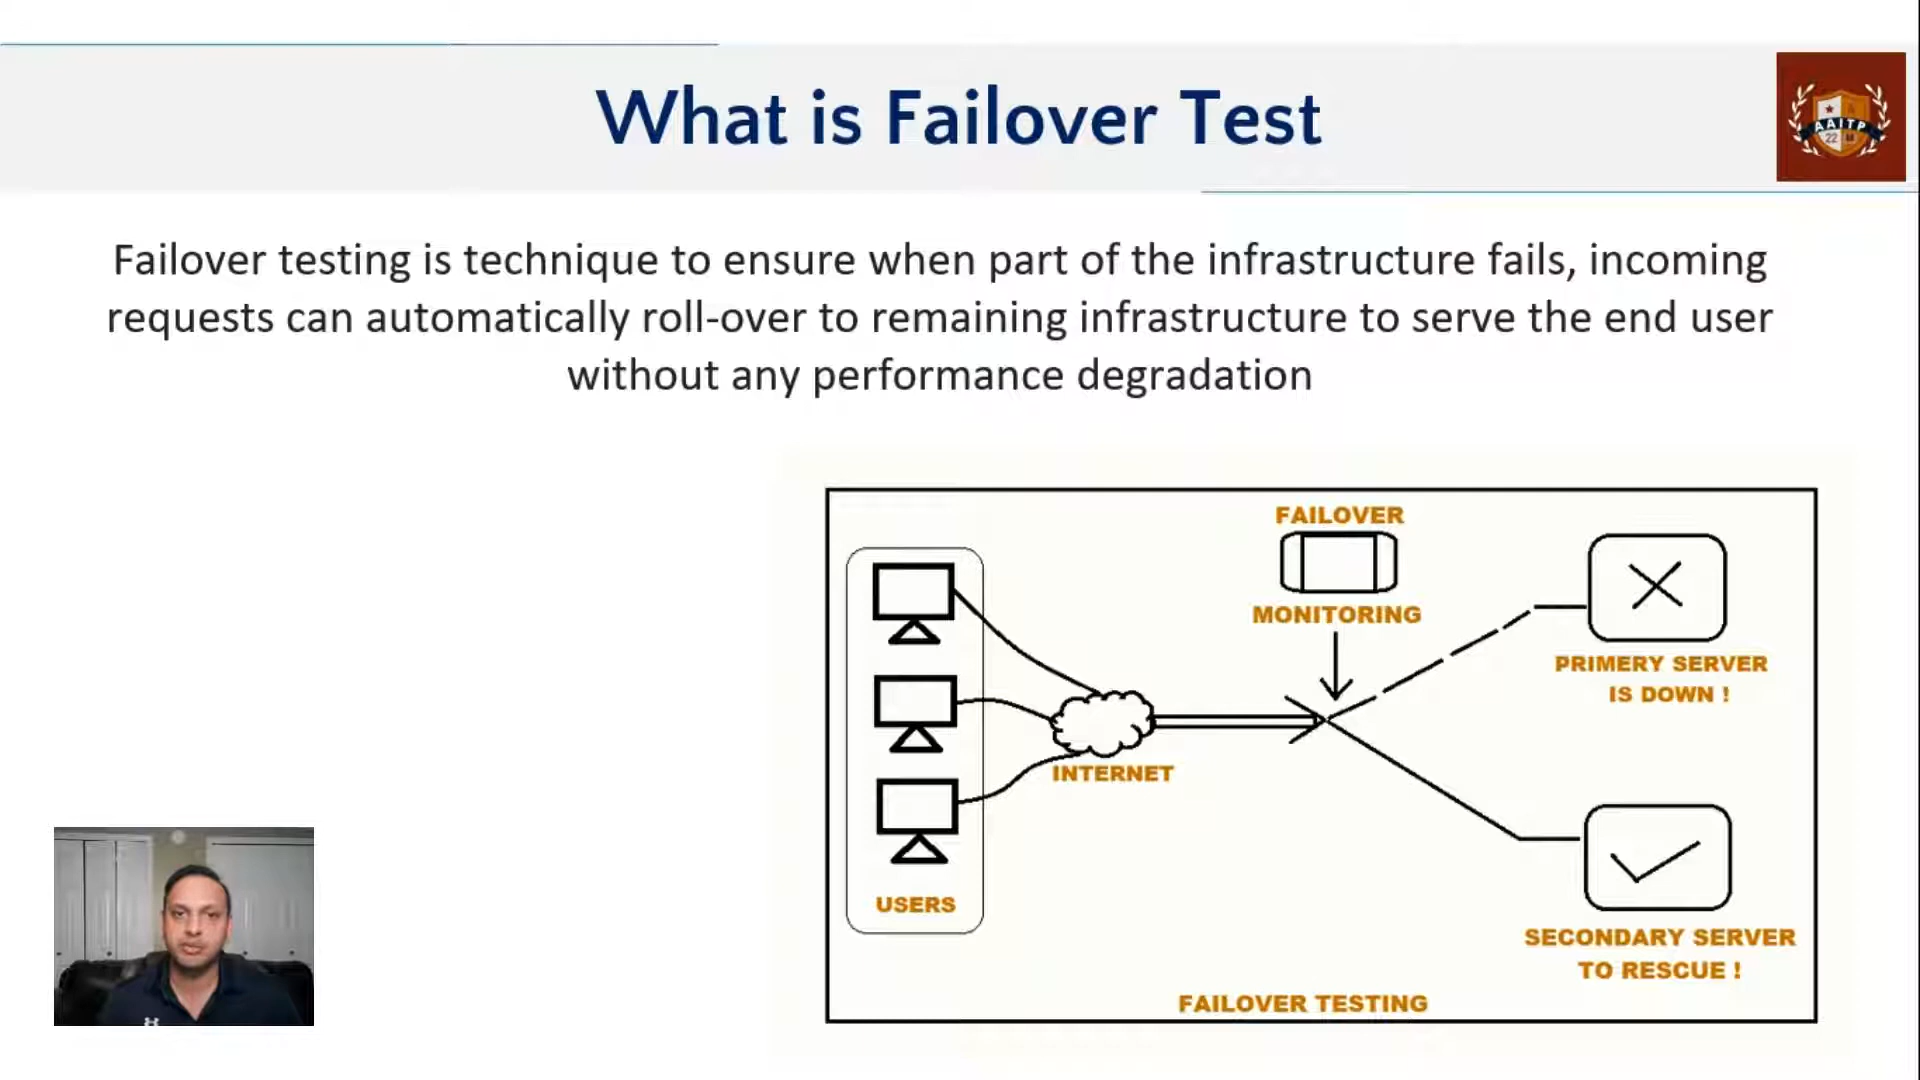 What is Failover Test
AAITP
22
Failover testing is technique to ensure when part of the infrastructure fails, incoming
requests can automatically roll-over to remaining infrastructure to serve the end user
without any performance degradation
FAILOVER
MONITORING
PRIMERY SERVER
IS DOWN !
INTERNET
USERS
SECONDARY SERVER
TO RESCUE !
FAILOVER TESTING